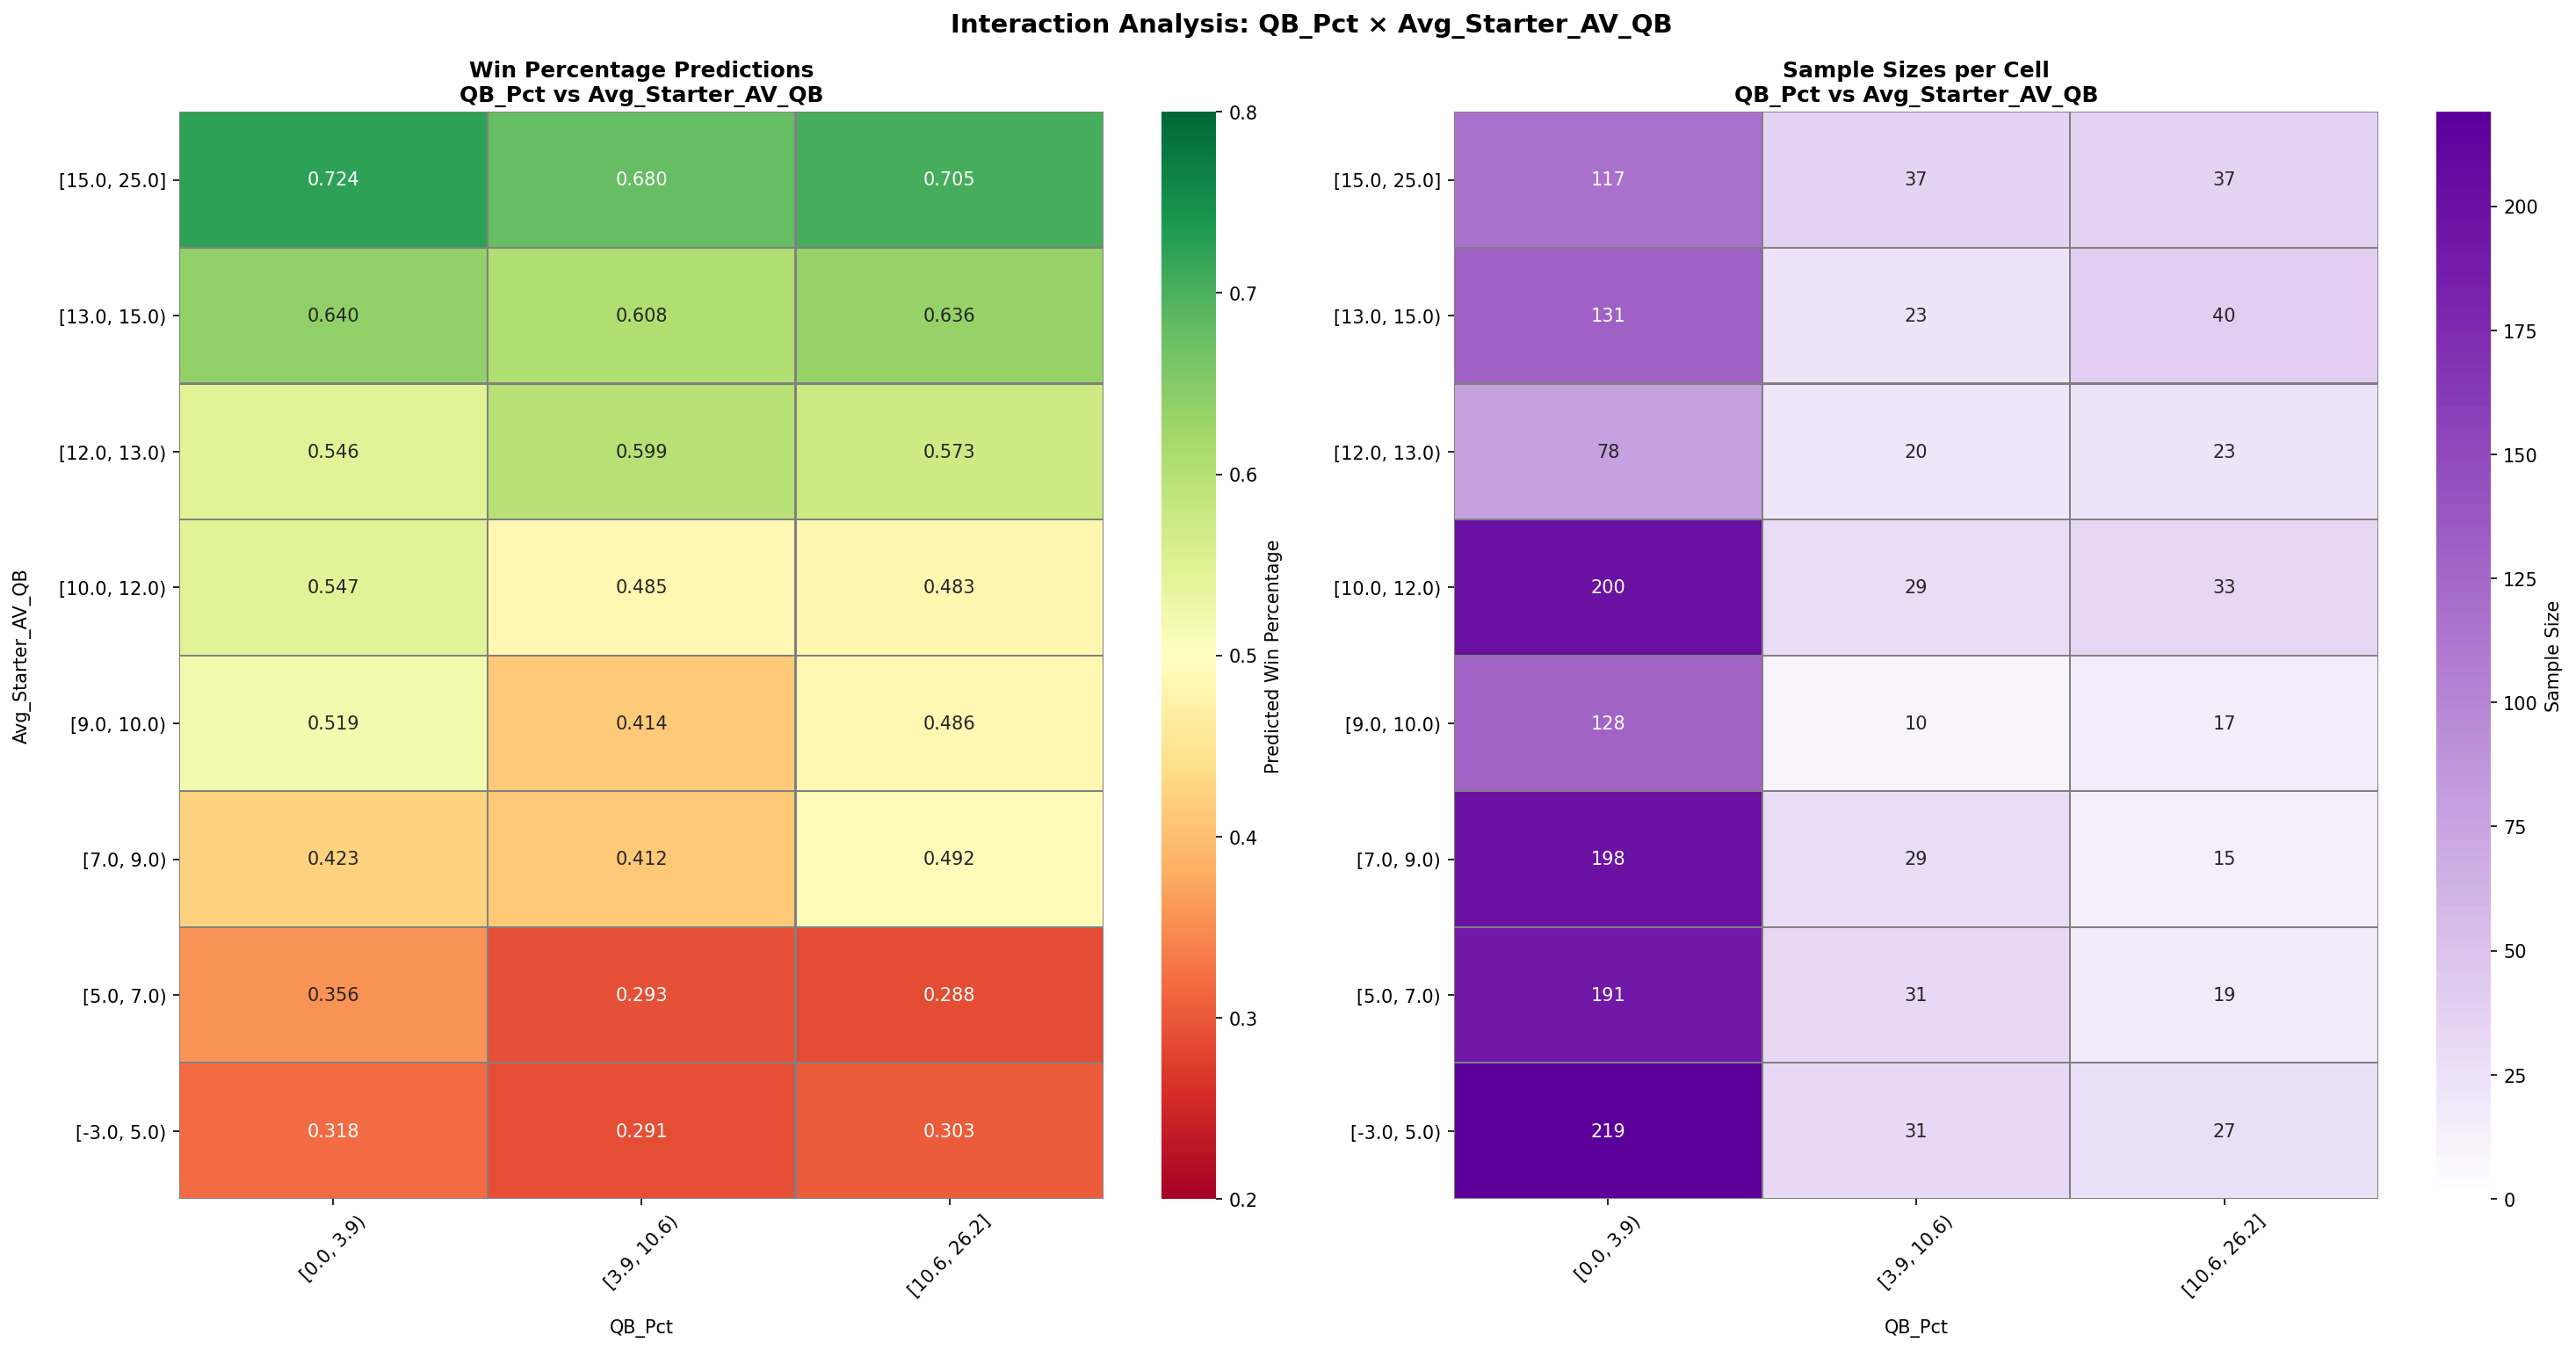 Interaction Analysis: QB_Pct × Avg_Starter_AV_QB
Win Percentage Predictions
QB_Pct vs Avg_Starter_AV_QB
Avg_Starter_AV_QB
[15.0, 25.0] 0.724 0.680 0.705
[13.0, 15.0) 0.640 0.608 0.636
[12.0, 13.0) 0.546 0.599 0.573
[10.0, 12.0) 0.547 0.485 0.483
[9.0, 10.0) 0.519 0.414 0.486
[7.0, 9.0) 0.423 0.412 0.492
[5.0, 7.0) 0.356 0.293 0.288
[-3.0, 5.0) 0.318 0.291 0.303
[0.0, 3.9) [3.9, 10.6) [10.6, 26.2]
QB_Pct
0.8
0.7
0.6
0.5
0.4
0.3
0.2
Predicted Win Percentage
Sample Sizes per Cell
QB_Pct vs Avg_Starter_AV_QB
[15.0, 25.0] 117 37 37
[13.0, 15.0) 131 23 40
[12.0, 13.0) 78 20 23
[10.0, 12.0) 200 29 33
[9.0, 10.0) 128 10 17
[7.0, 9.0) 198 29 15
[5.0, 7.0) 191 31 19
[-3.0, 5.0) 219 31 27
[0.0, 3.9) [3.9, 10.6) [10.6, 26.2]
QB_Pct
200
175
150
125
100
75
50
25
0
Sample Size